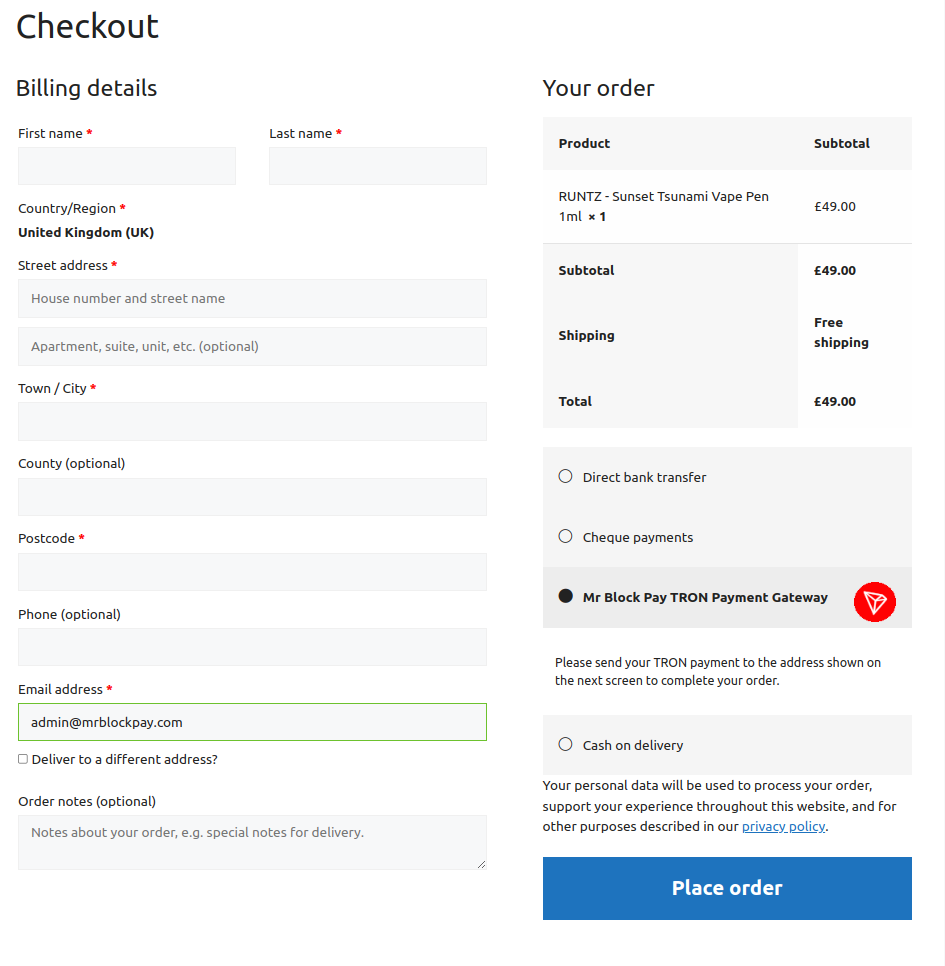 Checkout
Billing details
First name *
Last name *
Country/Region *
United Kingdom (UK)
Street address *
House number and street name
Apartment, suite, unit, etc. (optional)
Town / City *
County (optional)
Postcode *
Phone (optional)
Email address *
admin@mrblockpay.com
Deliver to a different address?
Order notes (optional)
Notes about your order, e.g. special notes for delivery.
Your order
Product
Subtotal
RUNTZ - Sunset Tsunami Vape Pen
1ml × 1
£49.00
Subtotal
£49.00
Shipping
Free
shipping
Total
£49.00
Direct bank transfer
Cheque payments
Mr Block Pay TRON Payment Gateway
Please send your TRON payment to the address shown on
the next screen to complete your order.
Cash on delivery
Your personal data will be used to process your order,
support your experience throughout this website, and for
other purposes described in our privacy policy.
Place order